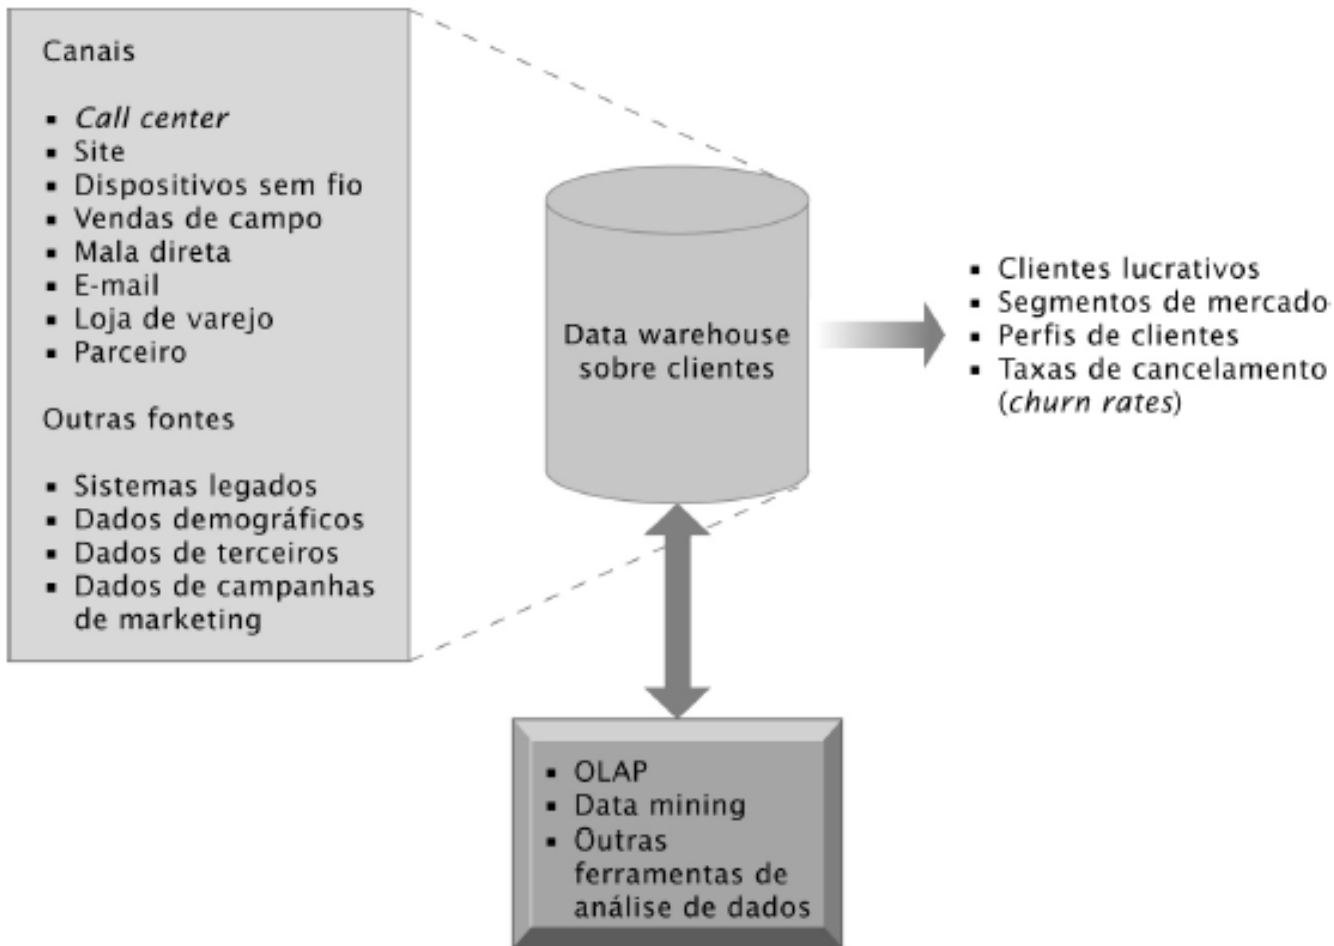 Canais
▪ Call center
▪ Site
▪ Dispositivos sem fio
▪ Vendas de campo
▪ Mala direta
▪ E-mail
▪ Loja de varejo
▪ Parceiro
Outras fontes
▪ Sistemas legados
▪ Dados demográficos
▪ Dados de terceiros
▪ Dados de campanhas
de marketing
Data warehouse
sobre clientes
▪ Clientes lucrativos
▪ Segmentos de mercado
▪ Perfis de clientes
▪ Taxas de cancelamento
(churn rates)
▪ OLAP
▪ Data mining
▪ Outras
ferramentas de
análise de dados